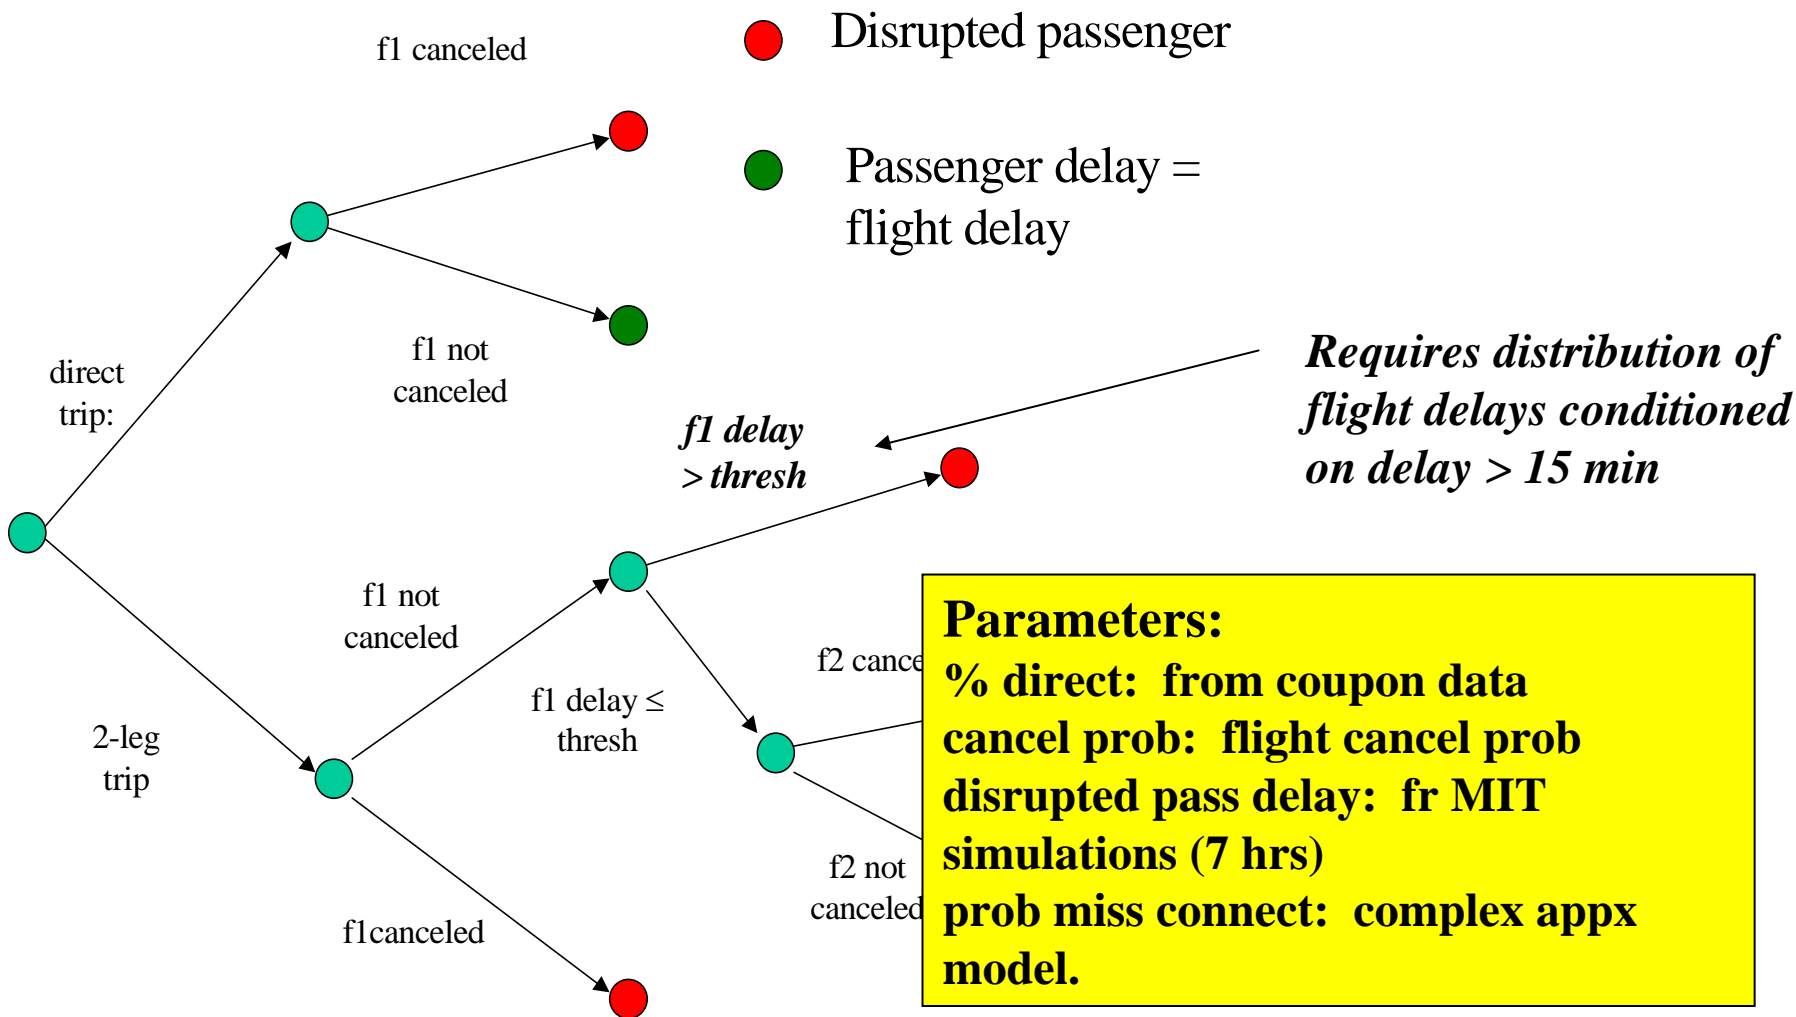 f1 canceled
Disrupted passenger
Passenger delay =
flight delay
direct
trip:
f1 not
canceled
f1 delay
> thresh
Requires distribution of
flight delays conditioned
on delay > 15 min
f1 not
canceled
f1 delay ≤
thresh
2-leg
trip
f1canceled
f2 cance
f2 not
canceled
Parameters:
% direct: from coupon data
cancel prob: flight cancel prob
disrupted pass delay: fr MIT
simulations (7 hrs)
prob miss connect: complex appx
model.